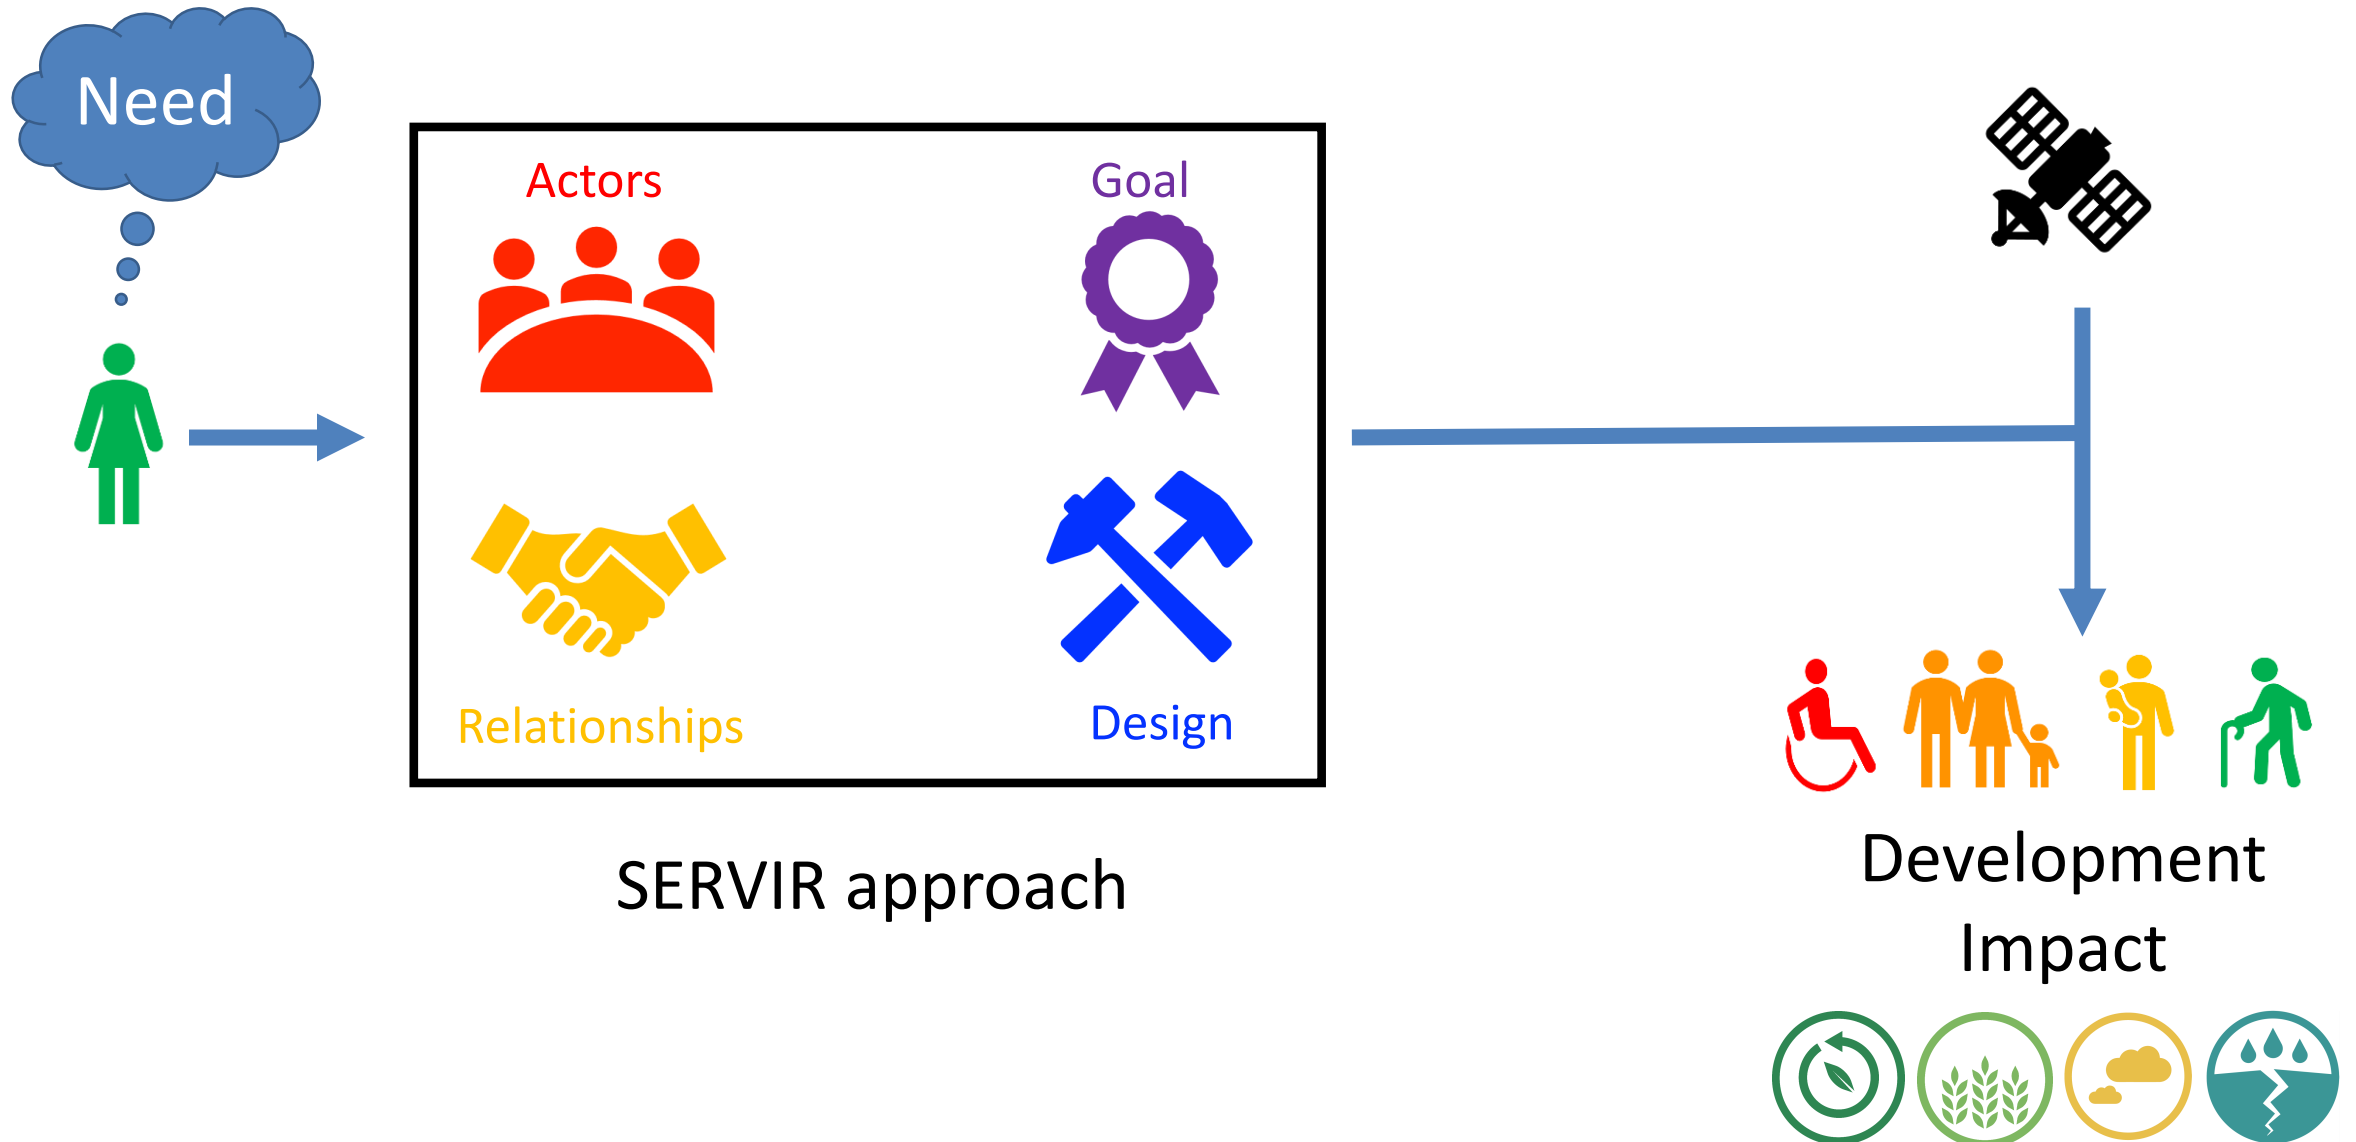 Need
Actors
Goal
Relationships
Design
SERVIR approach
Development
Impact